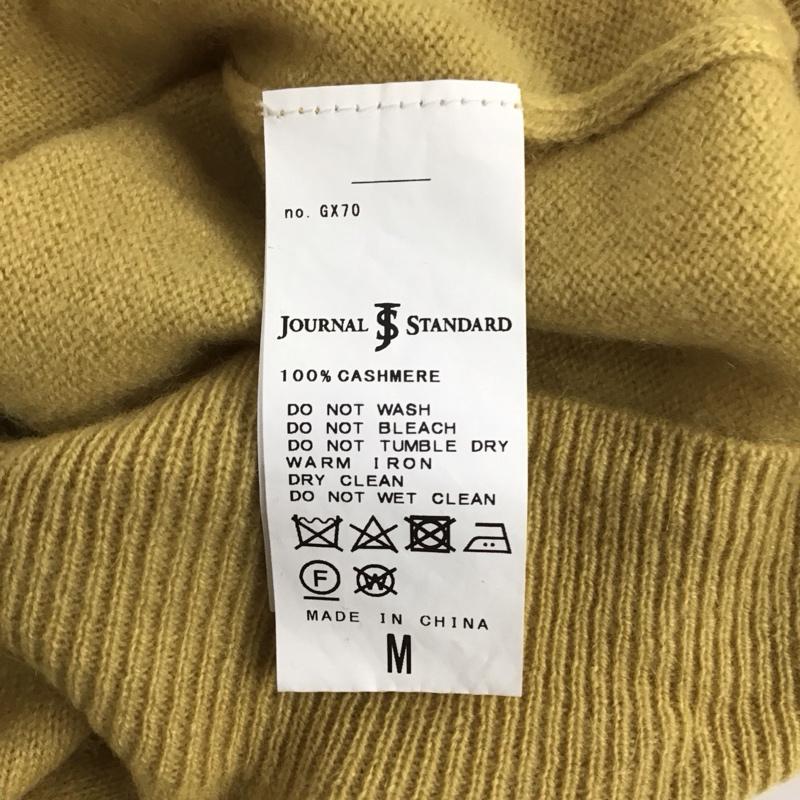 no. GX70
JOURNAL JS STANDARD
100% CASHMERE
DO NOT WASH
DO NOT BLEACH
DO NOT TUMBLE DRY
WARM IRON
DRY CLEAN
DO NOT WET CLEAN
F W
MADE IN CHINA
M